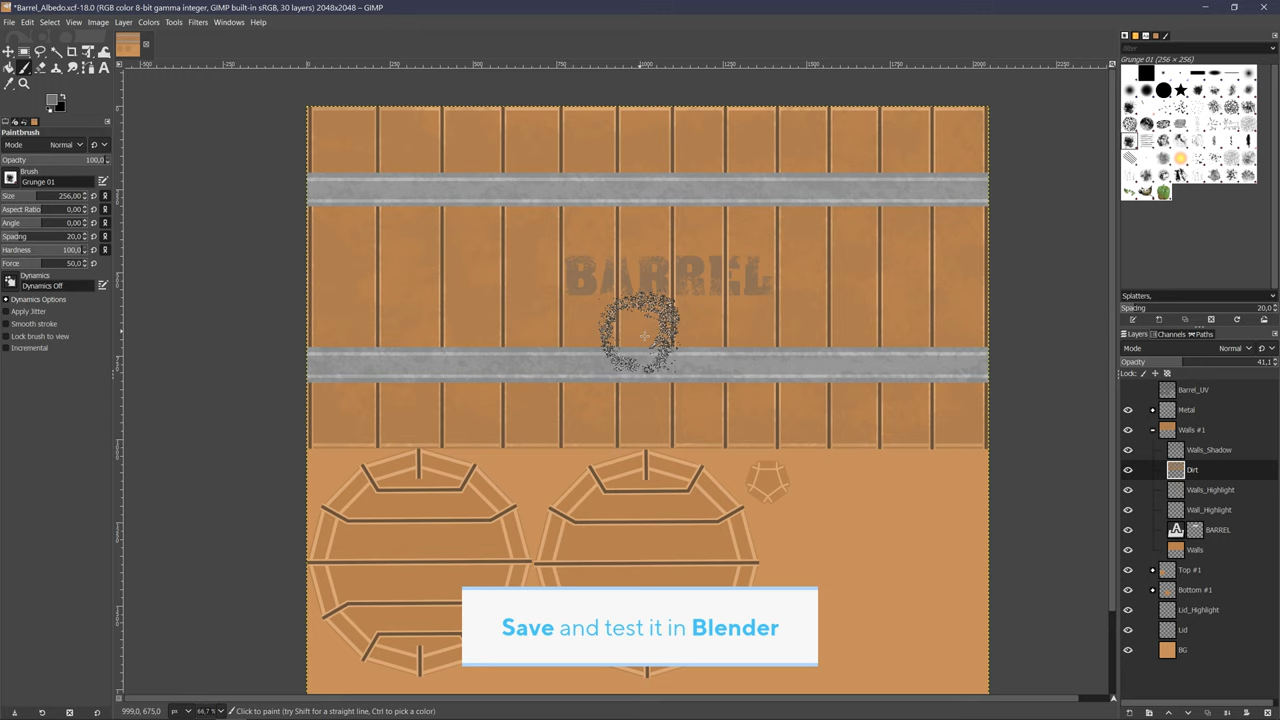 *Barrel_Albedo.xcf-18.0 (RGB color 8-bit gamma integer, GIMP built-in sRGB, 30 layers) 2048x2048 – GIMP
File Edit Select View Image Layer Colors Tools Filters Windows Help
filter
Grunge 01 (256 × 256)
Paintbrush
Mode Normal
Opacity 100,0
Brush
Grunge 01
Size 256,00
Aspect Ratio 0,00
Angle 0,00
Spacing 20,0
Hardness 100,0
Force 50,0
Dynamics
Dynamics Off
Dynamics Options
Apply Jitter
Smooth stroke
Lock brush to view
Incremental
BARREL
Splatters,
Spacing 20,0
Layers Channels Paths
Mode Normal
Opacity 41,1
Lock:
Barrel_UV
Metal
Walls #1
Walls_Shadow
Dirt
Walls_Highlight
Wall_Highlight
A BARREL
Walls
Top #1
Bottom #1
Lid_Highlight
Lid
BG
Save and test it in Blender
999,0, 675,0 px 66,7 % Click to paint (try Shift for a straight line, Ctrl to pick a color)